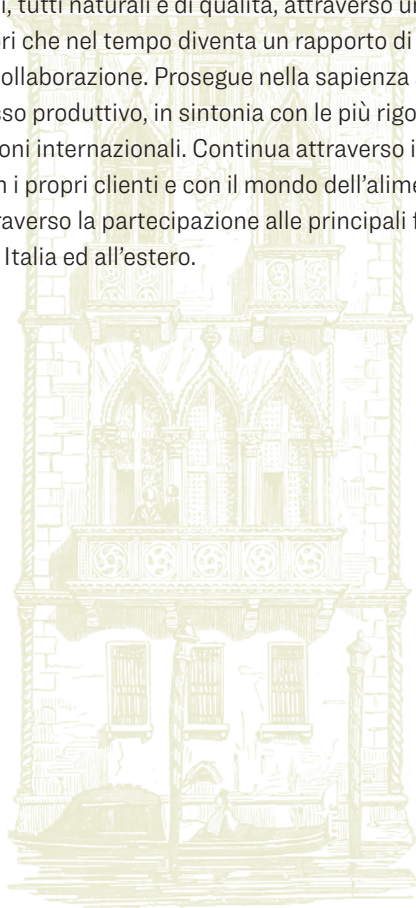 i, tutti naturali e di qualità, attraverso un
ri che nel tempo diventa un rapporto di
ollaborazione. Prosegue nella sapienza
sso produttivo, in sintonia con le più rigo
oni internazionali. Continua attraverso i
n i propri clienti e con il mondo dell’alime
raverso la partecipazione alle principali f
Italia ed all’estero.